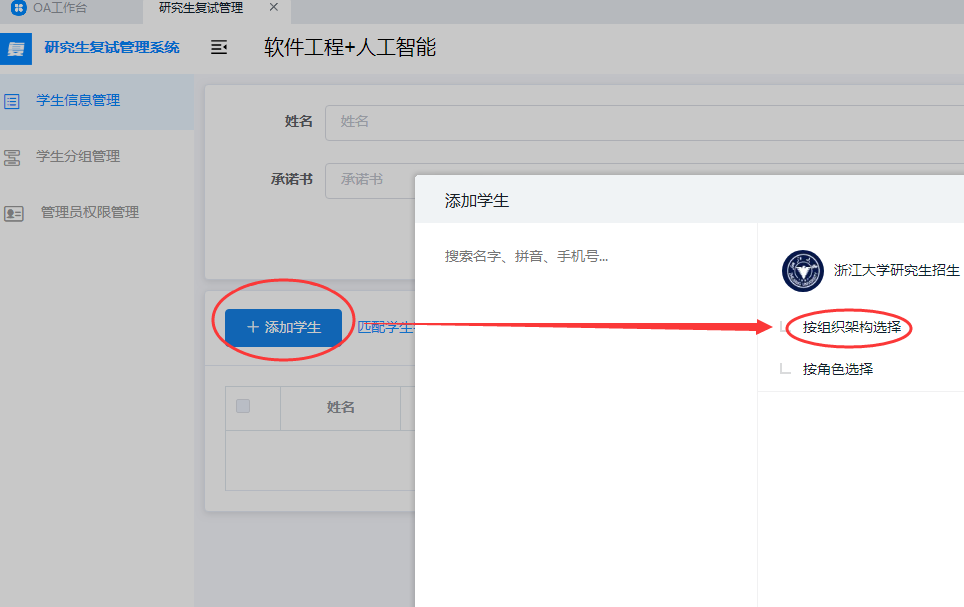 OA工作台
研究生复试管理
研究生复试管理系统
软件工程+人工智能
学生信息管理
学生分组管理
管理员权限管理
姓名
姓名
承诺书
承诺书
+ 添加学生
匹配学生
姓名
添加学生
搜索名字、拼音、手机号...
浙江大学研究生招生
按组织架构选择
按角色选择